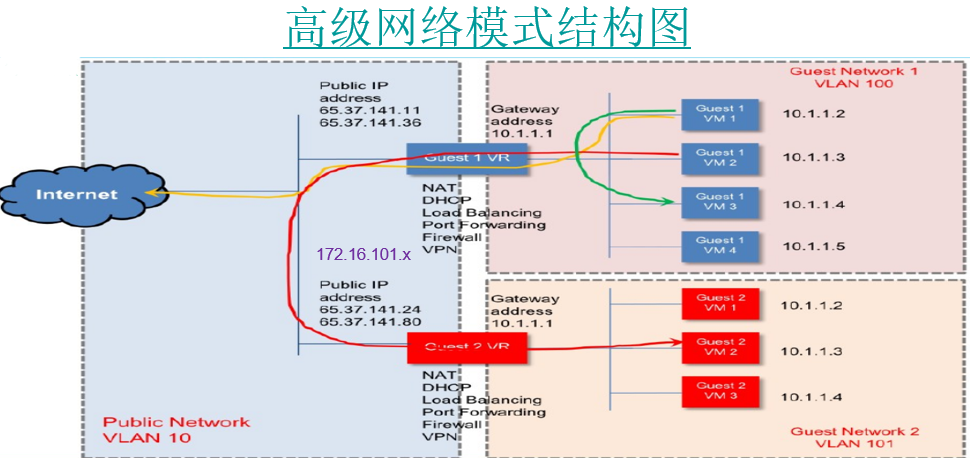 高级网络模式结构图
Public IP
address
65.37.141.11
65.37.141.36
Internet
Gateway
address
10.1.1.1
Guest 1 VR
NAT
DHCP
Load Balancing
Port Forwarding
Firewall
VPN
172.16.101.x
Guest Network 1
VLAN 100
Guest 1
VM 1
10.1.1.2
Guest 1
VM 2
10.1.1.3
Guest 1
VM 3
10.1.1.4
Guest 1
VM 4
10.1.1.5
Public IP
address
65.37.141.24
65.37.141.80
Gateway
address
10.1.1.1
Guest 2 VR
NAT
DHCP
Load Balancing
Port Forwarding
Firewall
VPN
Public Network
VLAN 10
Guest 2
VM 1
10.1.1.2
Guest 2
VM 2
10.1.1.3
Guest 2
VM 3
10.1.1.4
Guest Network 2
VLAN 101